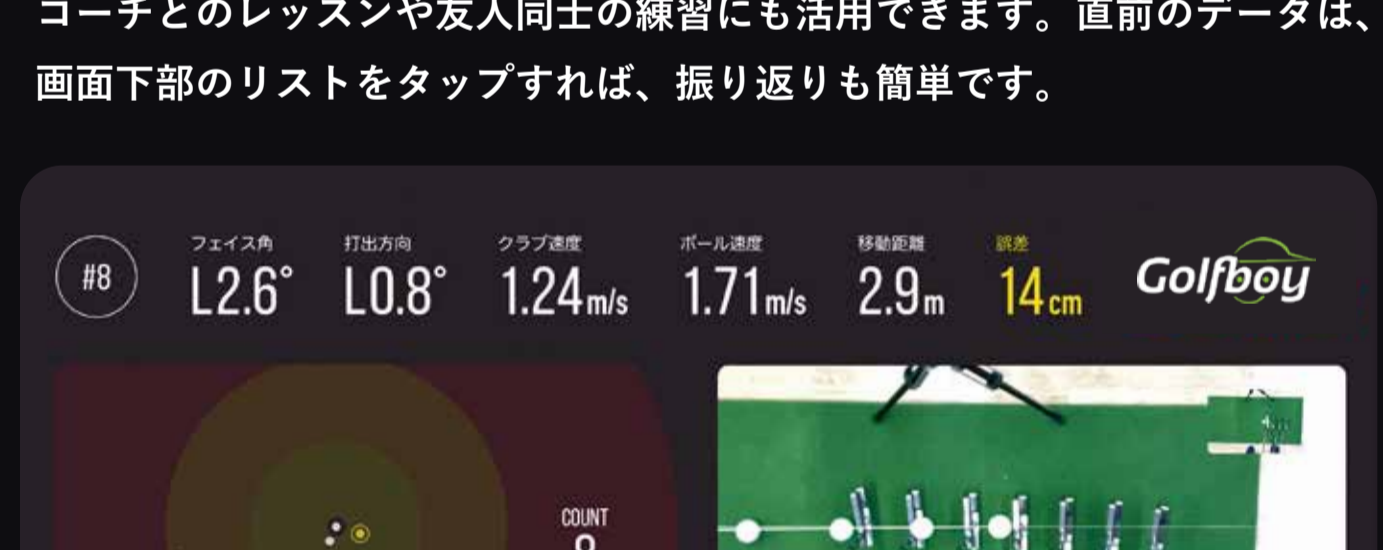 コーチとのレッスンや友人同士の練習にも活用できます。直前のデータは、
画面下部のリストをタップすれば、振り返りも簡単です。
#8
フェイス角 打出方向 クラブ速度 ボール速度 移動距離 誤差
L2.6° L0.8° 1.24m/s 1.71m/s 2.9m 14cm
Golfboy
COUNT